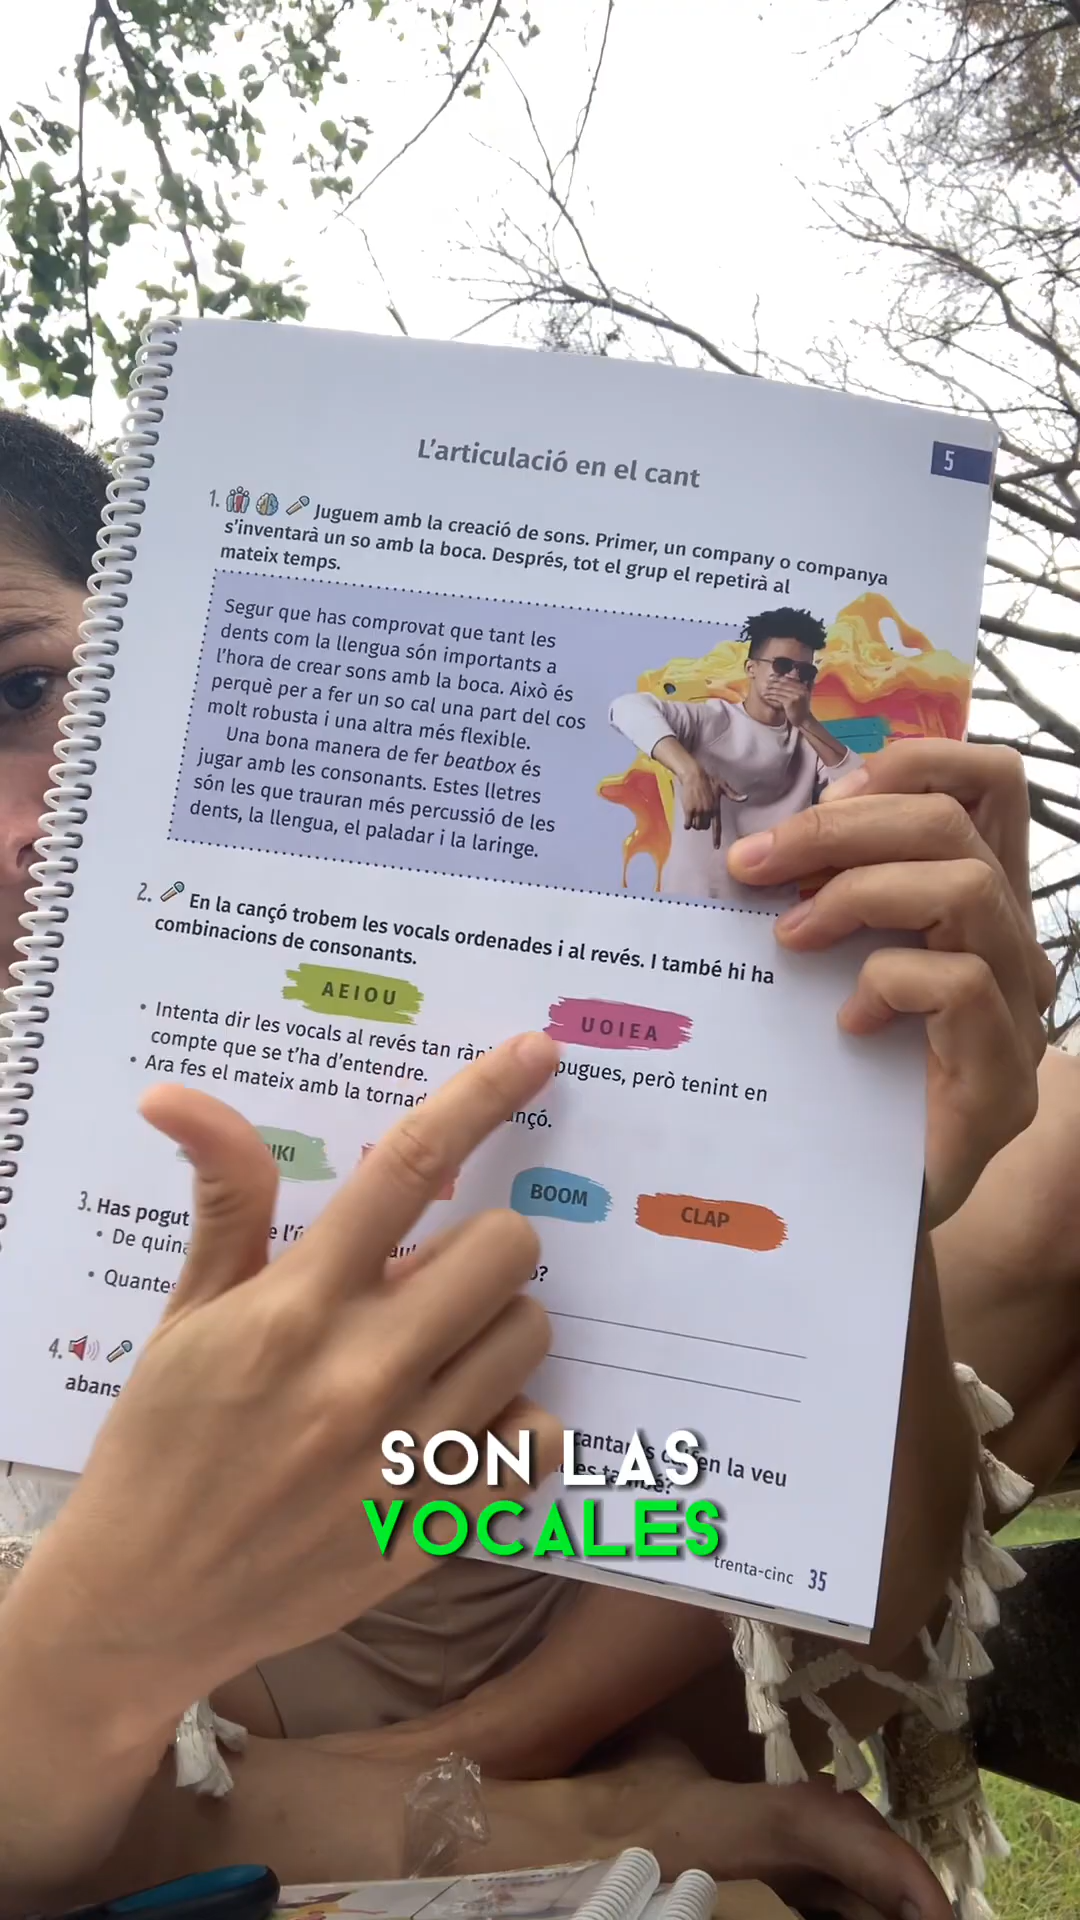 L'articulació en el cant
5
1. Juguem amb la creació de sons. Primer, un company o companya
s'inventarà un so amb la boca. Després, tot el grup el repetirà al
mateix temps.
Segur que has comprovat que tant les
dents com la llengua són importants a
l'hora de crear sons amb la boca. Això és
perquè per a fer un so cal una part del cos
molt robusta i una altra més flexible.
Una bona manera de fer beatbox és
jugar amb les consonants. Estes lletres
són les que trauran més percussió de les
dents, la llengua, el paladar i la laringe.
2. En la cançó trobem les vocals ordenades i al revés. I també hi ha
combinacions de consonants.
AEIOU
UOIEA
• Intenta dir les vocals al revés tan pugues, però tenint en
compte que se t'ha d'entendre.
• Ara fes el mateix amb la
BOOM
CLAP
3. Has pogut
• De
• 
4.
abans
en la veu
SON LAS
VOCALES
trenta-cinc 35